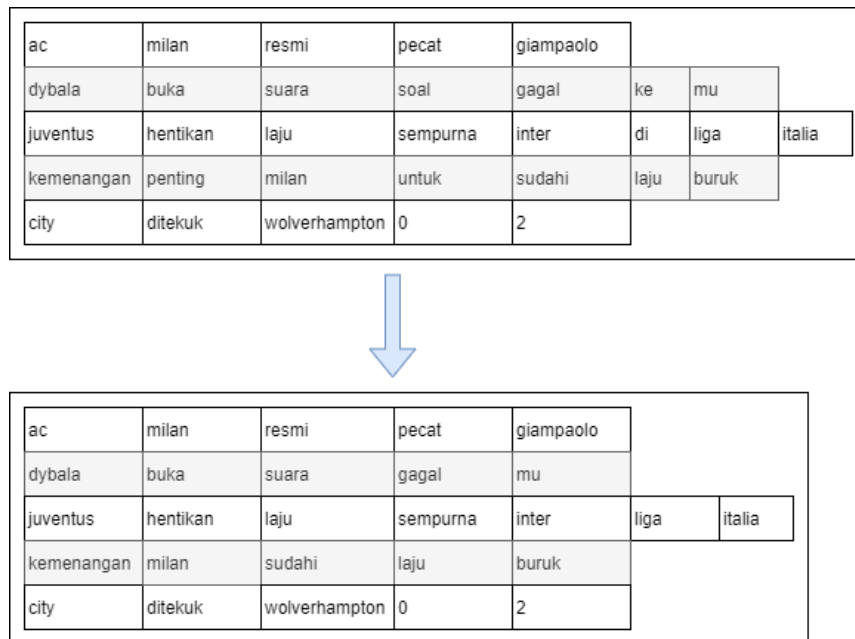 ac milan resmi pecat giampaolo
dybala buka suara soal gagal ke mu
juventus hentikan laju sempurna inter di liga italia
kemenangan penting milan untuk sudahi laju buruk
city ditekuk wolverhampton 0 2
ac milan resmi pecat giampaolo
dybala buka suara gagal mu
juventus hentikan laju sempurna inter liga italia
kemenangan milan sudahi laju buruk
city ditekuk wolverhampton 0 2